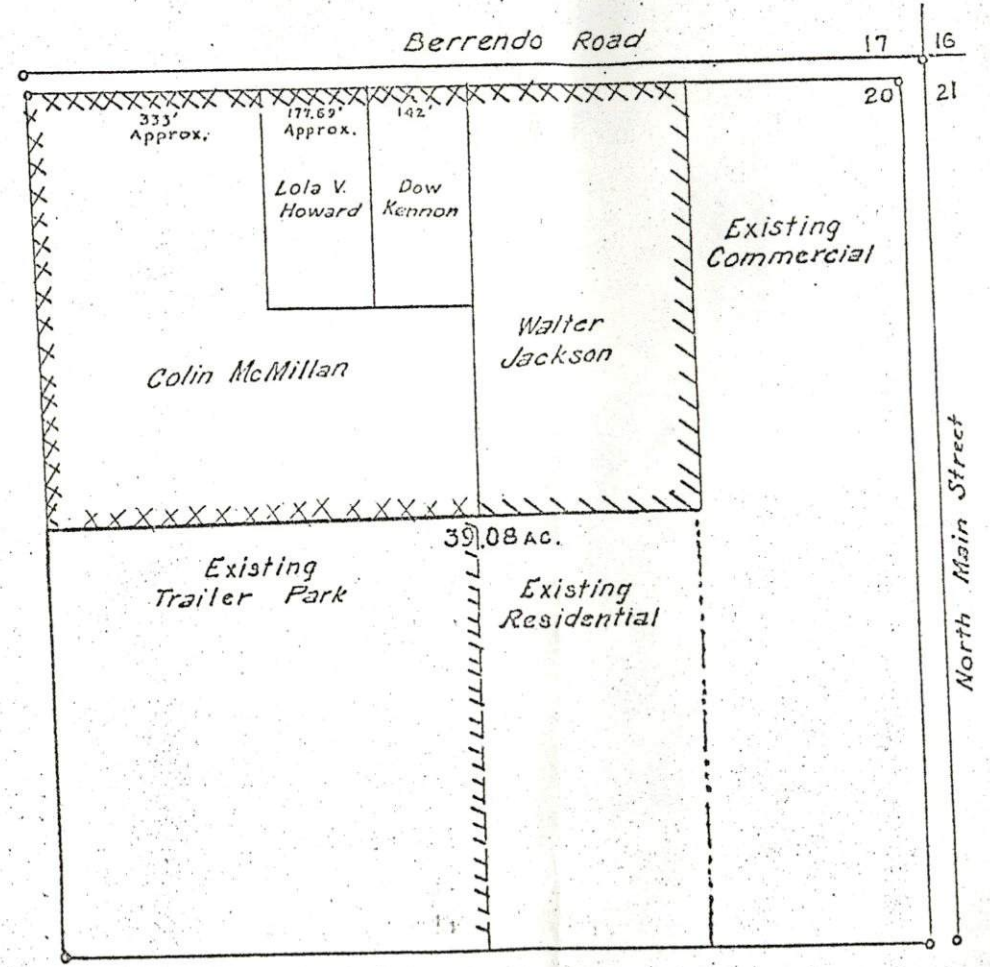 Berrendo Road
17
16
20
21
333'
Approx.
177.69'
Approx.
142'
Lola V.
Howard
Dow
Kennon
Existing
Commercial
Walter
Jackson
Colin McMillan
39.08 AC.
Existing
Trailer Park
Existing
Residential
North Main Street